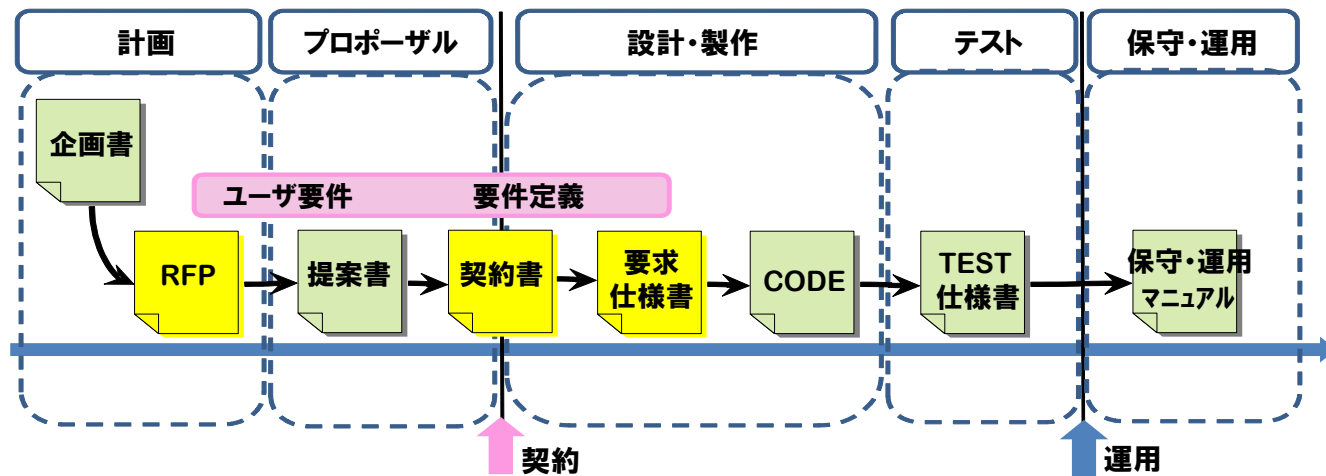 計画
プロポーザル
設計・製作
テスト
保守・運用
企画書
ユーザ要件
要件定義
RFP
提案書
契約書
要求
仕様書
CODE
TEST
仕様書
保守・運用
マニュアル
契約
運用